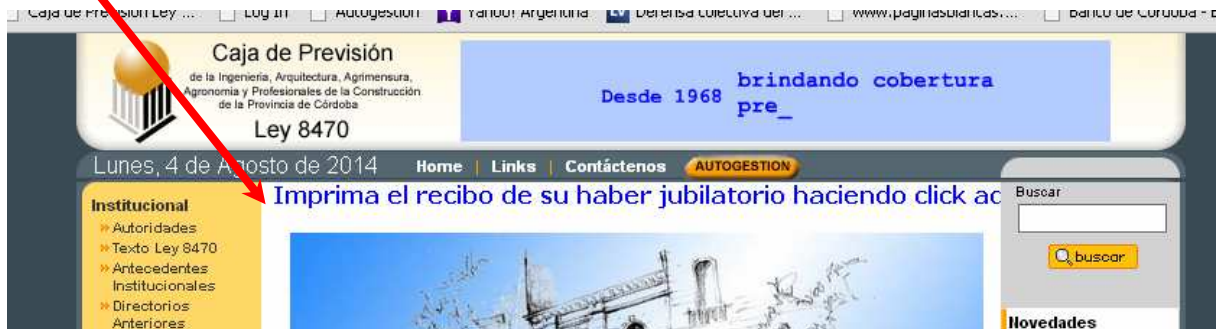 Caja de Previsión Ley ... Log In Autogestión Yahoo! Argentina Defensa colectiva del ... www.paginasblancas.... Banco de Córdoba - E
Caja de Previsión
de la Ingeniería, Arquitectura, Agrimensura,
Agronomía y Profesionales de la Construcción
de la Provincia de Córdoba
Ley 8470
Desde 1968 brindando cobertura
pre_
Lunes, 4 de Agosto de 2014 Home | Links | Contáctenos AUTOGESTION
Imprima el recibo de su haber jubilatorio haciendo click ac
Institucional
» Autoridades
» Texto Ley 8470
» Antecedentes
Institucionales
» Directorios
Anteriores
Buscar
buscar
Novedades